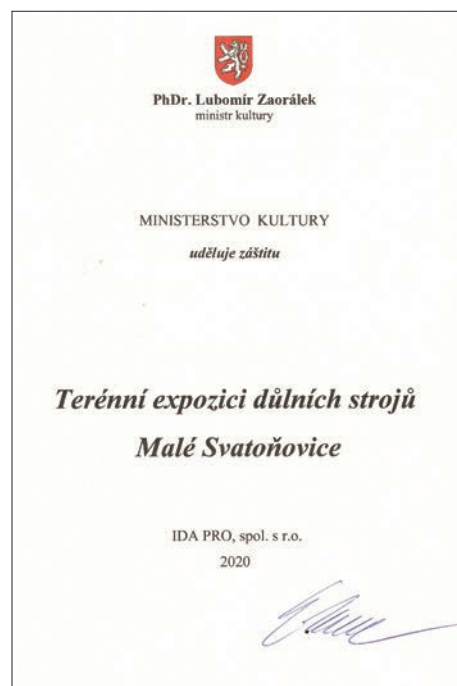 PhDr. Lubomír Zaorálek
ministr kultury
MINISTERSTVO KULTURY
uděluje záštitu
Terénní expozici důlních strojů
Malé Svatoňovice
IDA PRO, spol. s r.o.
2020